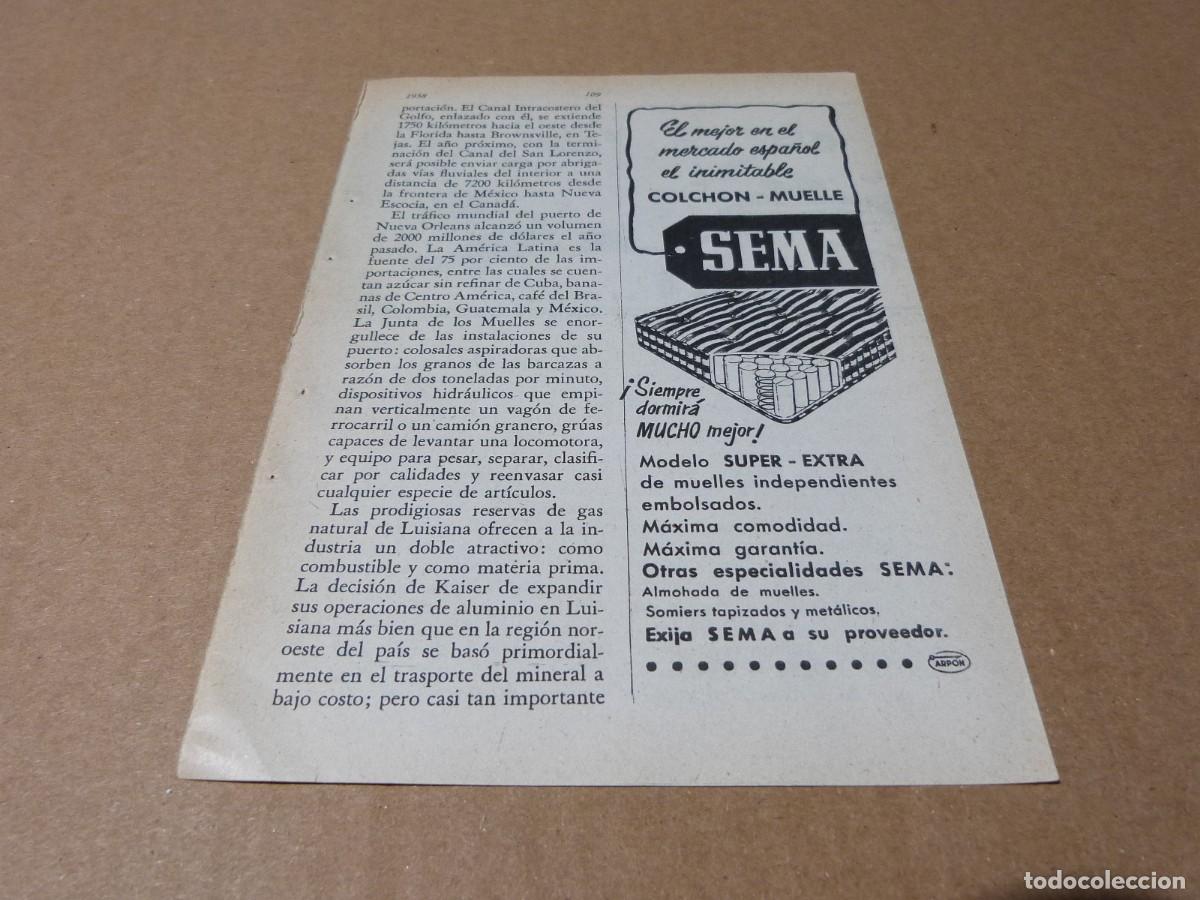 1958
109
portación. El Canal Intracostero del
Golfo, enlazado con él, se extiende
1750 kilómetros hacia el oeste desde
la Florida hasta Brownsville, en Te-
jas. El año próximo, con la termi-
nación del Canal del San Lorenzo,
será posible enviar carga por abriga-
das vías fluviales del interior a una
distancia de 7200 kilómetros desde
la frontera de México hasta Nueva
Escocia, en el Canadá.
El tráfico mundial del puerto de
Nueva Orleans alcanzó un volumen
de 2000 millones de dólares el año
pasado. La América Latina es la
fuente del 75 por ciento de las im-
portaciones, entre las cuales se cuen-
tan azúcar sin refinar de Cuba, bana-
nas de Centro América, café del Bra-
sil, Colombia, Guatemala y México.
La Junta de los Muelles se enor-
gullece de las instalaciones de su
puerto: colosales aspiradoras que ab-
sorben los granos de las barcazas a
razón de dos toneladas por minuto,
dispositivos hidráulicos que empi-
nan verticalmente un vagón de fe-
rrocarril o un camión granero, grúas
capaces de levantar una locomotora,
y equipo para pesar, separar, clasifi-
car por calidades y reenvasar casi
cualquier especie de artículos.
Las prodigiosas reservas de gas
natural de Luisiana ofrecen a la in-
dustria un doble atractivo: como
combustible y como materia prima.
La decisión de Kaiser de expandir
sus operaciones de aluminio en Lui-
siana más bien que en la región nor-
oeste del país se basó primordial-
mente en el trasporte del mineral a
bajo costo; pero casi tan importante
El mejor en el
mercado español
el inimitable
COLCHON - MUELLE
SEMA
¡Siempre
dormirá
MUCHO mejor!
Modelo SUPER - EXTRA
de muelles independientes
embolsados.
Máxima comodidad.
Máxima garantía.
Otras especialidades SEMA:
Almohada de muelles.
Somiers tapizados y metálicos.
Exija SEMA a su proveedor.
ARPÓN
todocoleccion